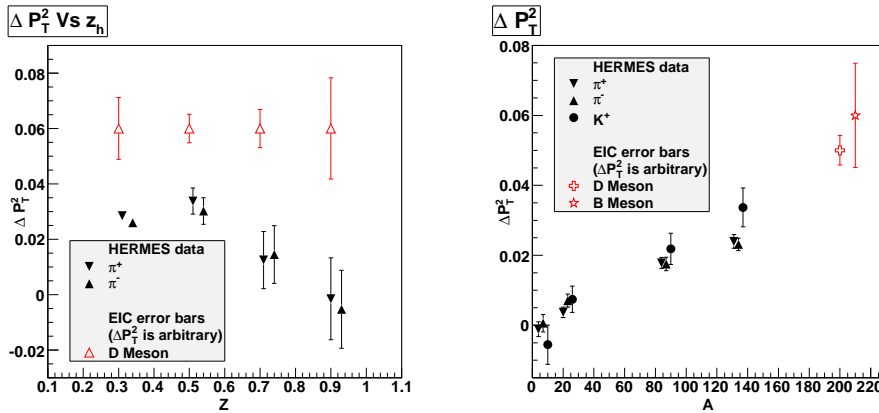 Δ P_T^2 Vs z_h
Δ P_T^2
0.08
0.06
0.04
0.02
0
-0.02
HERMES data
π+
π-
EIC error bars
(ΔP_T^2 is arbitrary)
D Meson
0.1 0.2 0.3 0.4 0.5 0.6 0.7 0.8 0.9 1 1.1
Z
Δ P_T^2
ΔP_T^2
0.08
0.06
0.04
0.02
0
HERMES data
π+
π-
K+
EIC error bars
(ΔP_T^2 is arbitrary)
D Meson
B Meson
0 20 40 60 80 100 120 140 160 180 200 220
A